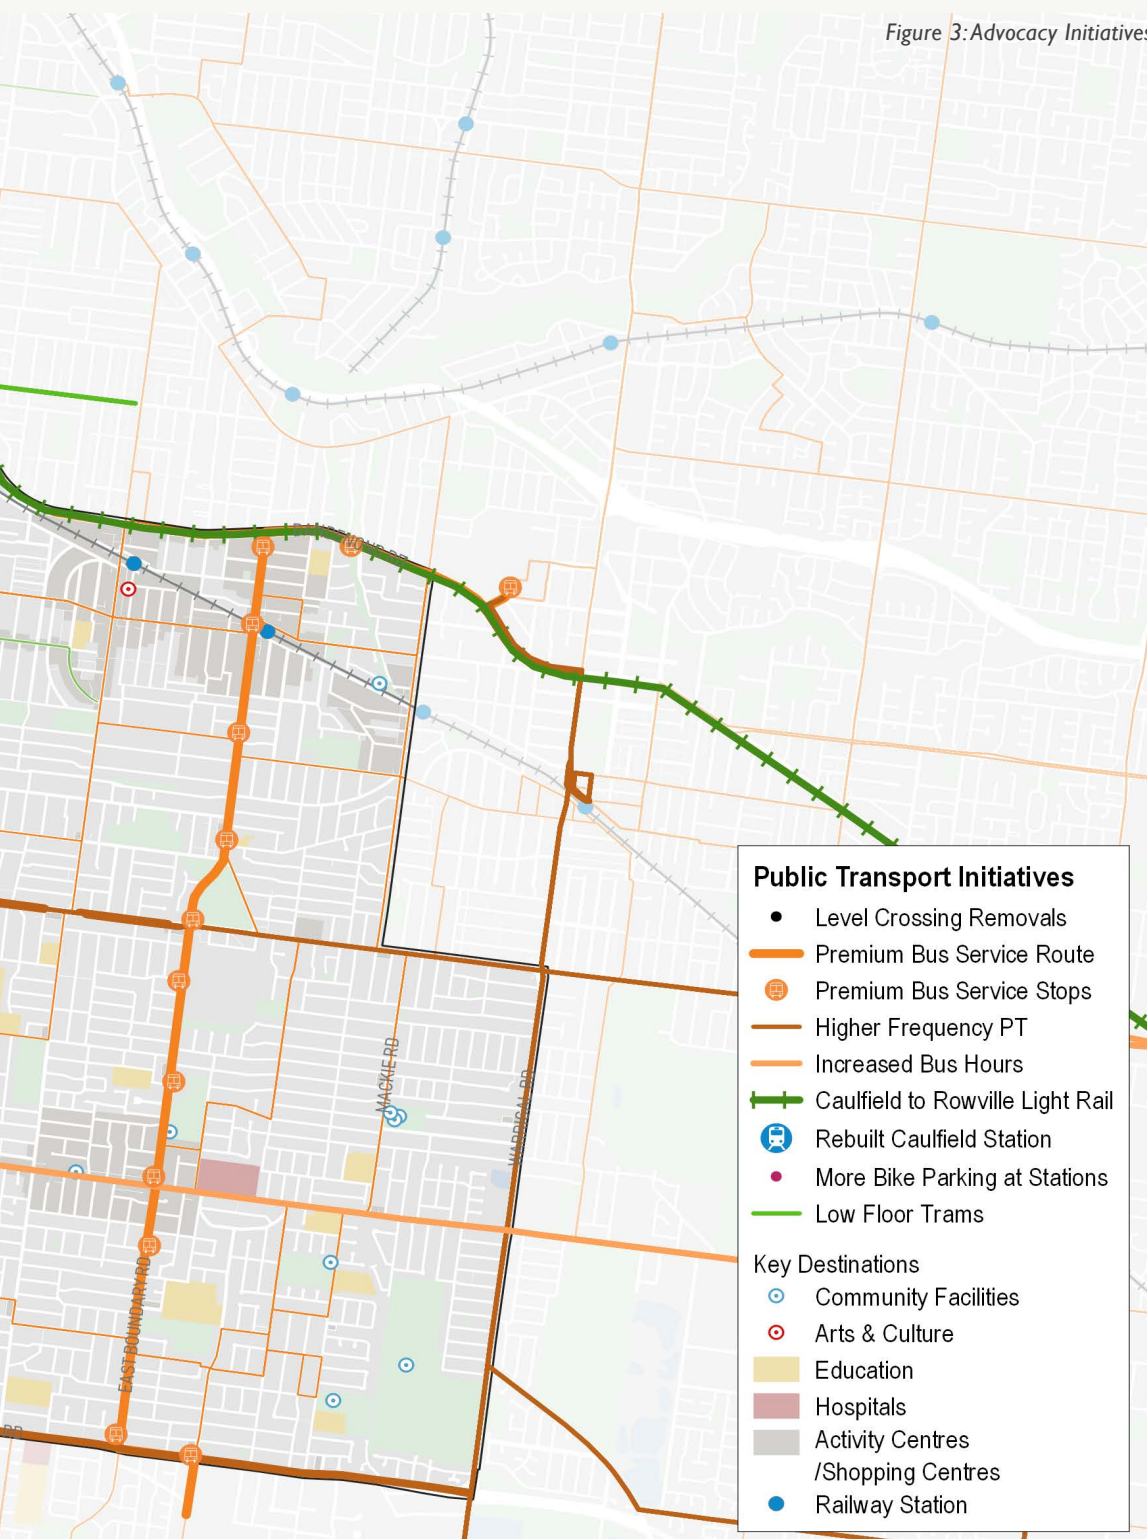 Figure 3: Advocacy Initiatives
DANDENONG RD
MACKIE RD
WARRIGAL RD
EAST BOUNDARY RD
RD
Public Transport Initiatives
Level Crossing Removals
Premium Bus Service Route
Premium Bus Service Stops
Higher Frequency PT
Increased Bus Hours
Caulfield to Rowville Light Rail
Rebuilt Caulfield Station
More Bike Parking at Stations
Low Floor Trams
Key Destinations
Community Facilities
Arts & Culture
Education
Hospitals
Activity Centres
/Shopping Centres
Railway Station